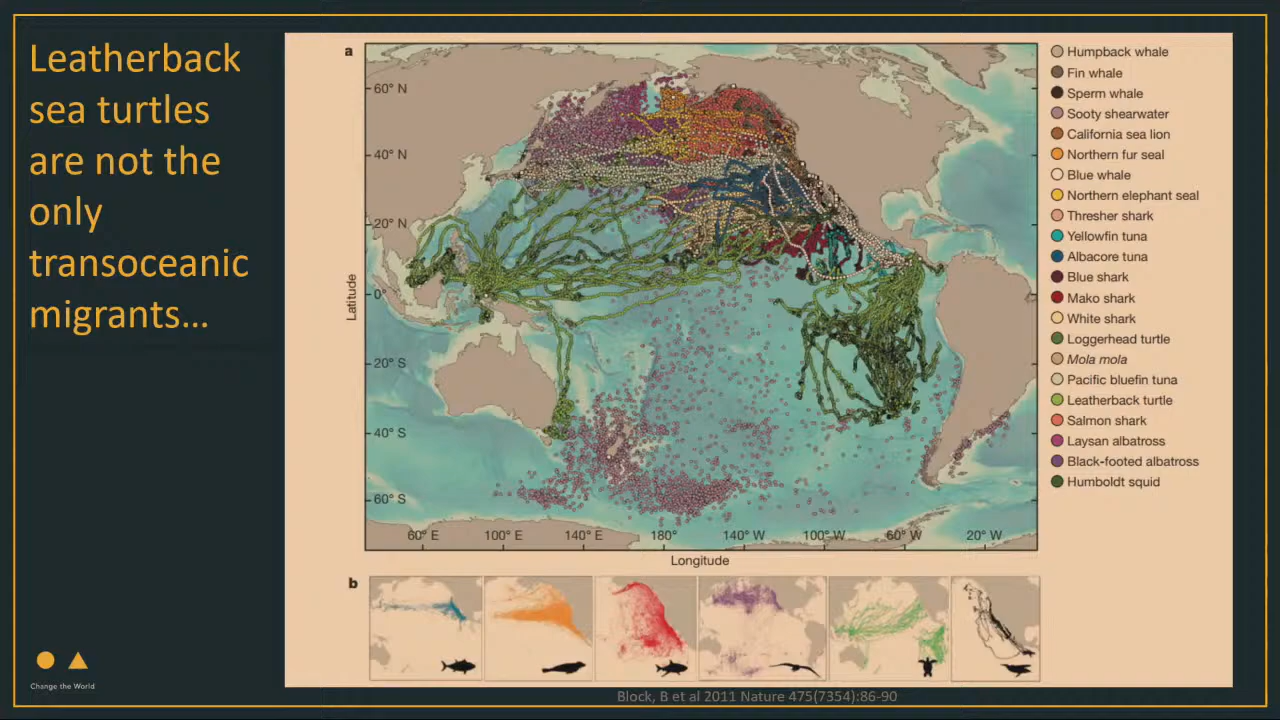 Leatherback
sea turtles
are not the
only
transoceanic
migrants...
a
60° N
40° N
20° N
0°
20° S
40° S
60° S
Latitude
60° E
100° E
140° E
180°
140° W
100° W
60° W
20° W
Longitude
Humpback whale
Fin whale
Sperm whale
Sooty shearwater
California sea lion
Northern fur seal
Blue whale
Northern elephant seal
Thresher shark
Yellowfin tuna
Albacore tuna
Blue shark
Mako shark
White shark
Loggerhead turtle
Mola mola
Pacific bluefin tuna
Leatherback turtle
Salmon shark
Laysan albatross
Black-footed albatross
Humboldt squid
b
Change the World
Block, B et al 2011 Nature 475(7354):86-90